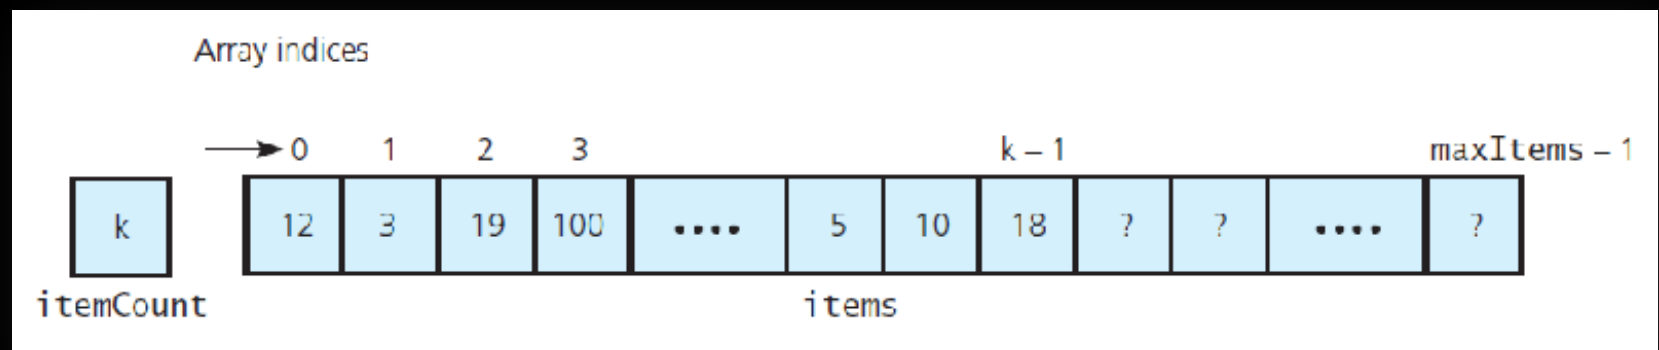 Array indices
0 1 2 3 k – 1 maxItems – 1
k 12 3 19 100 •••• 5 10 18 ? ? •••• ?
itemCount items